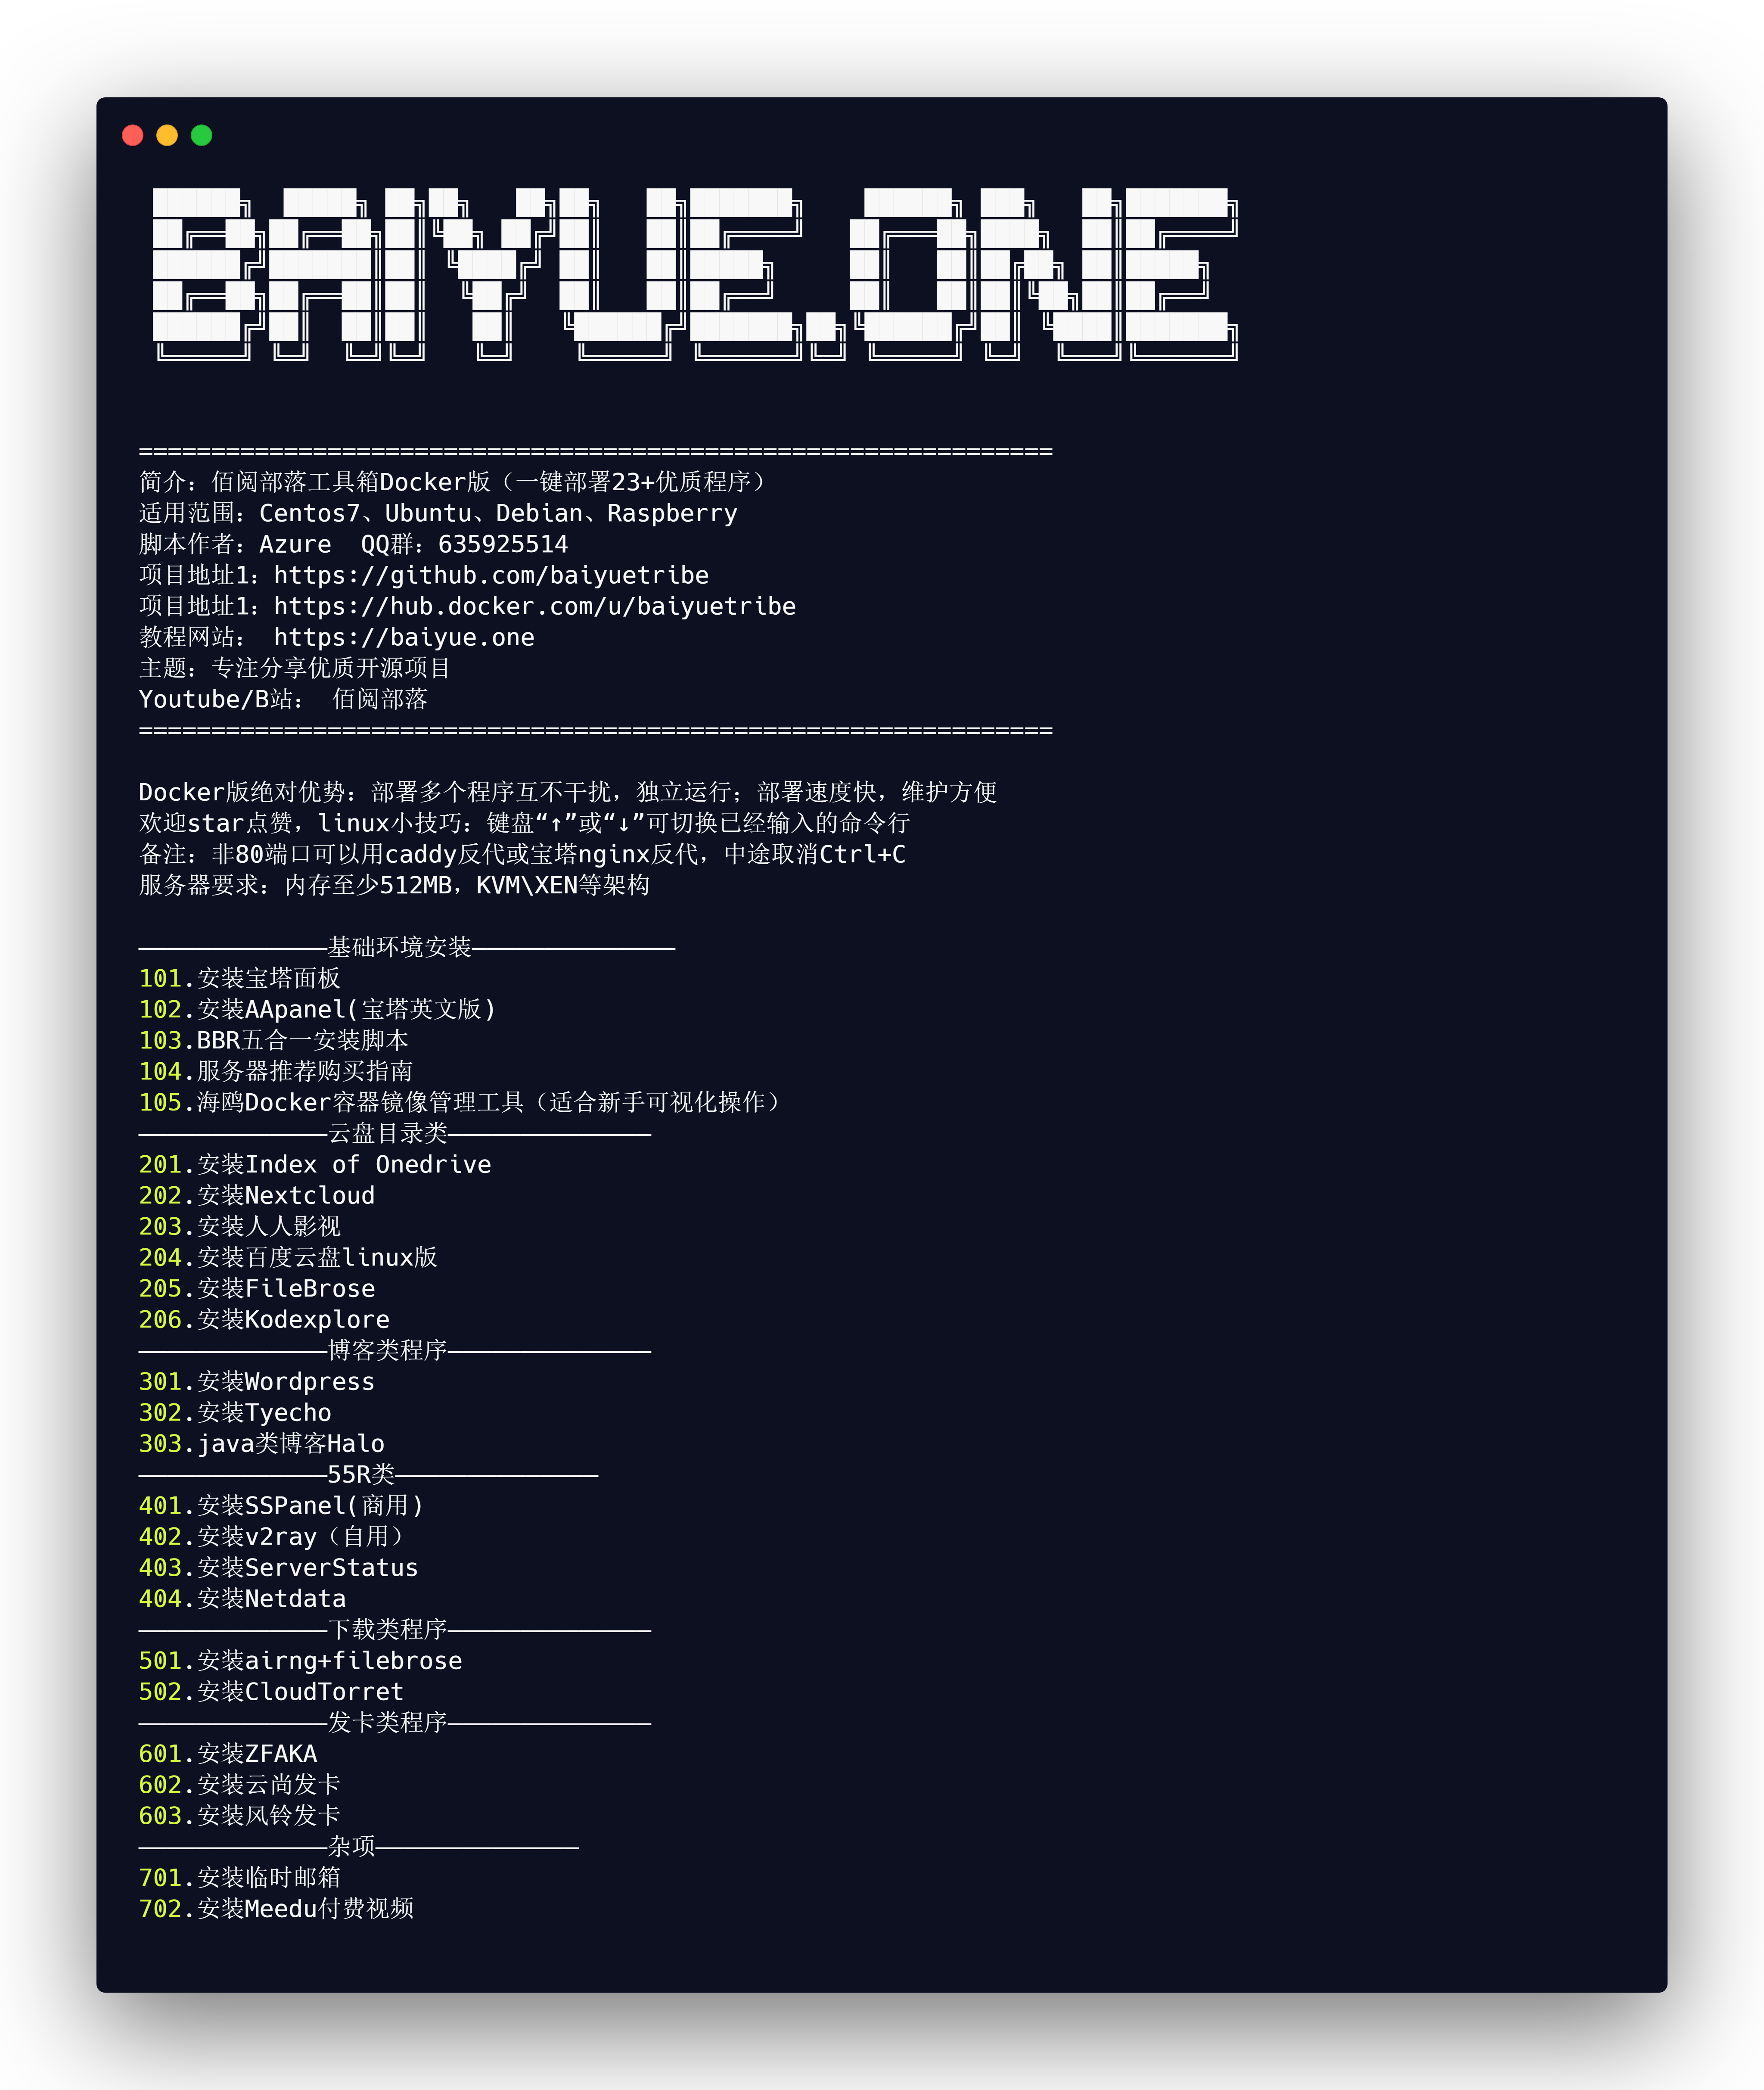 BAIYUE.ONE
===============================================================
简介：佰阅部落工具箱Docker版（一键部署23+优质程序）
适用范围：Centos7、Ubuntu、Debian、Raspberry
脚本作者：Azure  QQ群：635925514
项目地址1：https://github.com/baiyuetribe
项目地址1：https://hub.docker.com/u/baiyuetribe
教程网站： https://baiyue.one
主题：专注分享优质开源项目
Youtube/B站： 佰阅部落
===============================================================
Docker版绝对优势：部署多个程序互不干扰，独立运行；部署速度快，维护方便
欢迎star点赞，linux小技巧：键盘“↑”或“↓”可切换已经输入的命令行
备注：非80端口可以用caddy反代或宝塔nginx反代，中途取消Ctrl+C
服务器要求：内存至少512MB，KVM\XEN等架构
—————————————基础环境安装——————————————
101.安装宝塔面板
102.安装AApanel(宝塔英文版)
103.BBR五合一安装脚本
104.服务器推荐购买指南
105.海鸥Docker容器镜像管理工具（适合新手可视化操作）
—————————————云盘目录类——————————————
201.安装Index of Onedrive
202.安装Nextcloud
203.安装人人影视
204.安装百度云盘linux版
205.安装FileBrose
206.安装Kodexplore
—————————————博客类程序——————————————
301.安装Wordpress
302.安装Tyecho
303.java类博客Halo
—————————————55R类——————————————
401.安装SSPanel(商用)
402.安装v2ray（自用）
403.安装ServerStatus
404.安装Netdata
—————————————下载类程序——————————————
501.安装airng+filebrose
502.安装CloudTorret
—————————————发卡类程序——————————————
601.安装ZFAKA
602.安装云尚发卡
603.安装风铃发卡
—————————————杂项——————————————
701.安装临时邮箱
702.安装Meedu付费视频